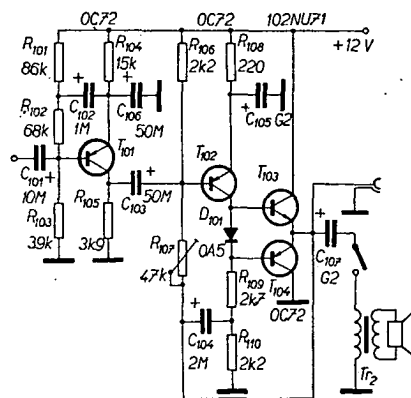 OC72 OC72 102NU71
+12 V
R101
86k
R104
15k
R106
2k2
R108
220
R102
68k
C102
1M
C106
50M
C105
G2
T101
T102
T103
C101
10M
C103
50M
D101
R103
39k
R105
3k9
R107
47k
OA5
T104
C107
G2
R109
2k7
OC72
C104
2M
R110
2k2
Tr2